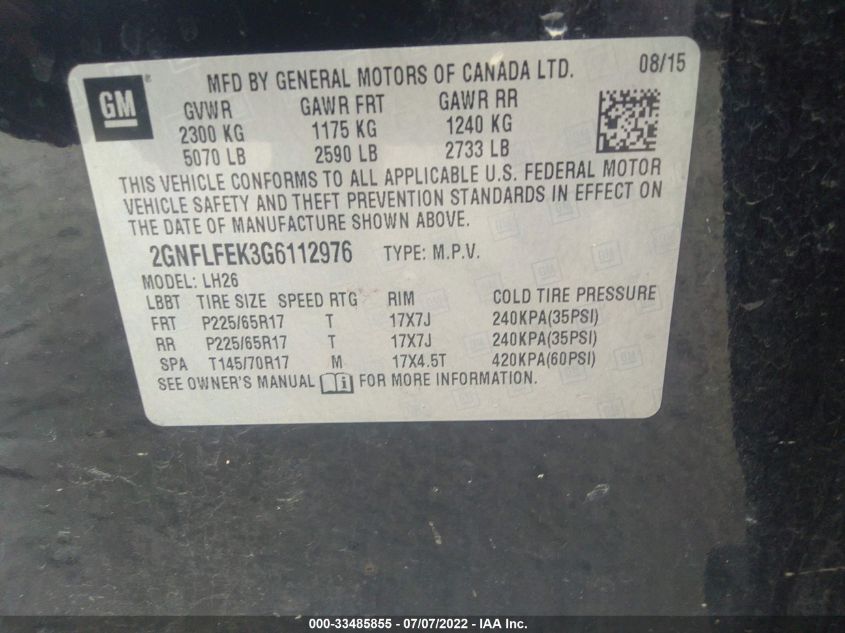 GM
MFD BY GENERAL MOTORS OF CANADA LTD. 08/15
GVWR GAWR FRT GAWR RR
2300 KG 1175 KG 1240 KG
5070 LB 2590 LB 2733 LB
THIS VEHICLE CONFORMS TO ALL APPLICABLE U.S. FEDERAL MOTOR
VEHICLE SAFETY AND THEFT PREVENTION STANDARDS IN EFFECT ON
THE DATE OF MANUFACTURE SHOWN ABOVE.
2GNFLFEK3G6112976 TYPE: M.P.V.
MODEL: LH26
LBBT TIRE SIZE SPEED RTG RIM COLD TIRE PRESSURE
FRT P225/65R17 T 17X7J 240KPA(35PSI)
RR P225/65R17 T 17X7J 240KPA(35PSI)
SPA T145/70R17 M 17X4.5T 420KPA(60PSI)
SEE OWNER'S MANUAL i FOR MORE INFORMATION.
000-33485855 - 07/07/2022 - IAA Inc.